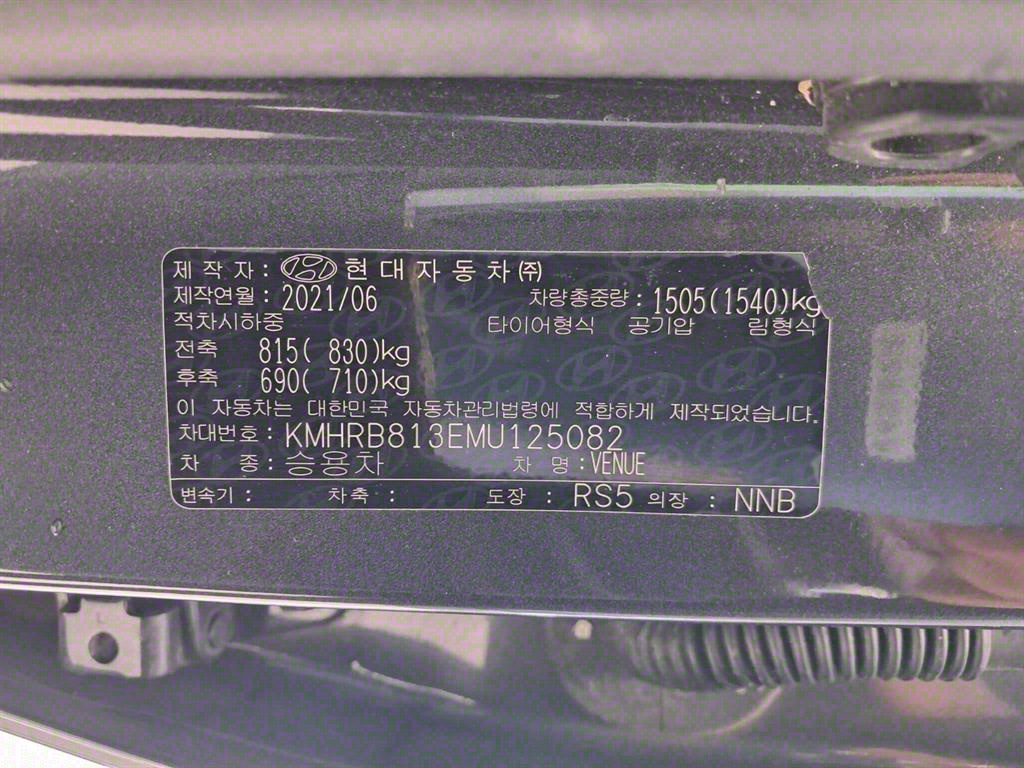 제 작 자 : 현대자동차㈜
제작연월 : 2021/06 차량총중량 : 1505(1540)kg
적차시하중 타이어형식 공기압 림형식
전축 815( 830)kg
후축 690( 710)kg
이 자동차는 대한민국 자동차관리법령에 적합하게 제작되었습니다.
차대번호 : KMHRB813EMU125082
차 종 : 승용차 차 명 : VENUE
변속기 : 차축 : 도장 : RS5 의장 : NNB